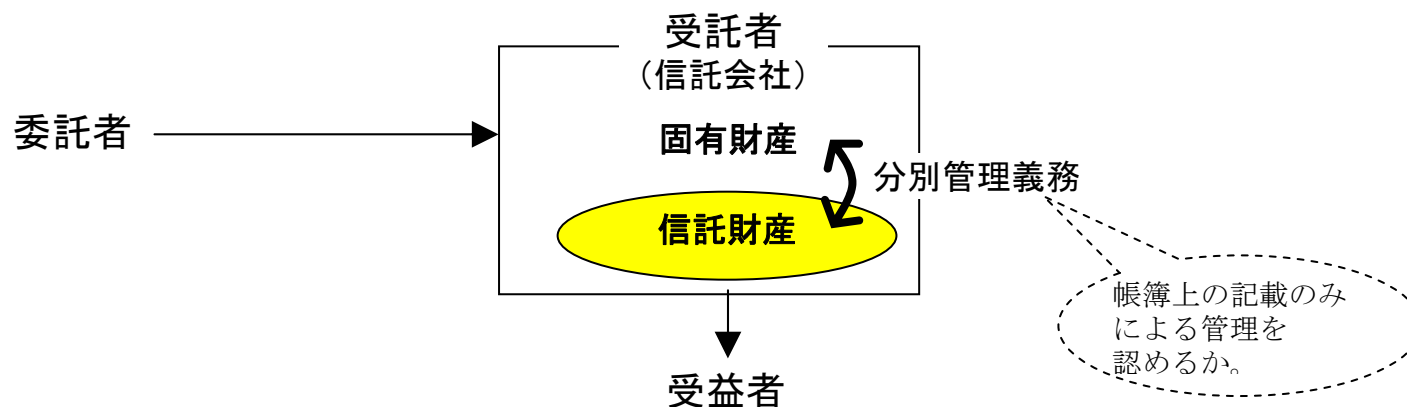 受託者
（信託会社）
委託者
固有財産
分別管理義務
信託財産
帳簿上の記載のみ
による管理を
認めるか。
受益者